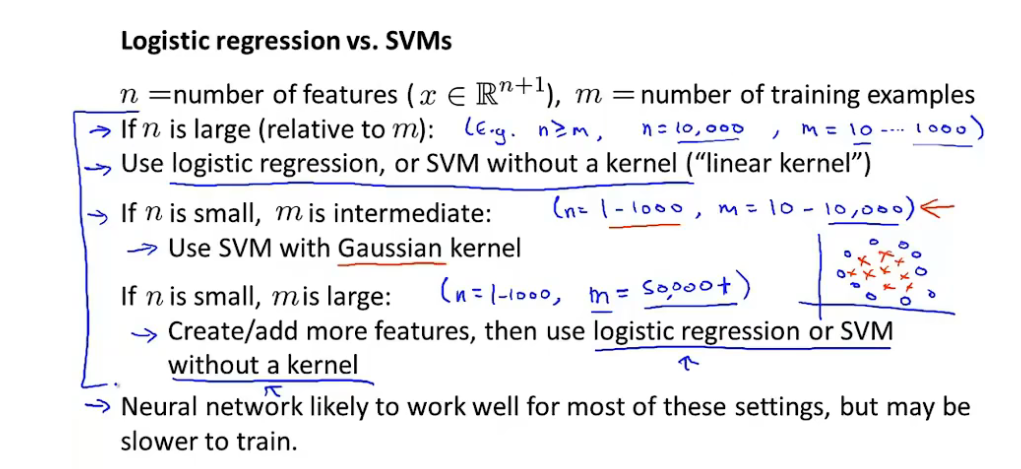 Logistic regression vs. SVMs
n =number of features (x ∈ ℝⁿ⁺¹), m = number of training examples
→ If n is large (relative to m): (E.g. n ≥ m, n = 10,000 , m = 10 .... 1000)
→ Use logistic regression, or SVM without a kernel (“linear kernel”)
→ If n is small, m is intermediate: (n = 1 - 1000, m = 10 - 10,000) ←
→ Use SVM with Gaussian kernel
If n is small, m is large: (n = 1-1000, m = 50,000+)
→ Create/add more features, then use logistic regression or SVM
without a kernel
→ Neural network likely to work well for most of these settings, but may be
slower to train.